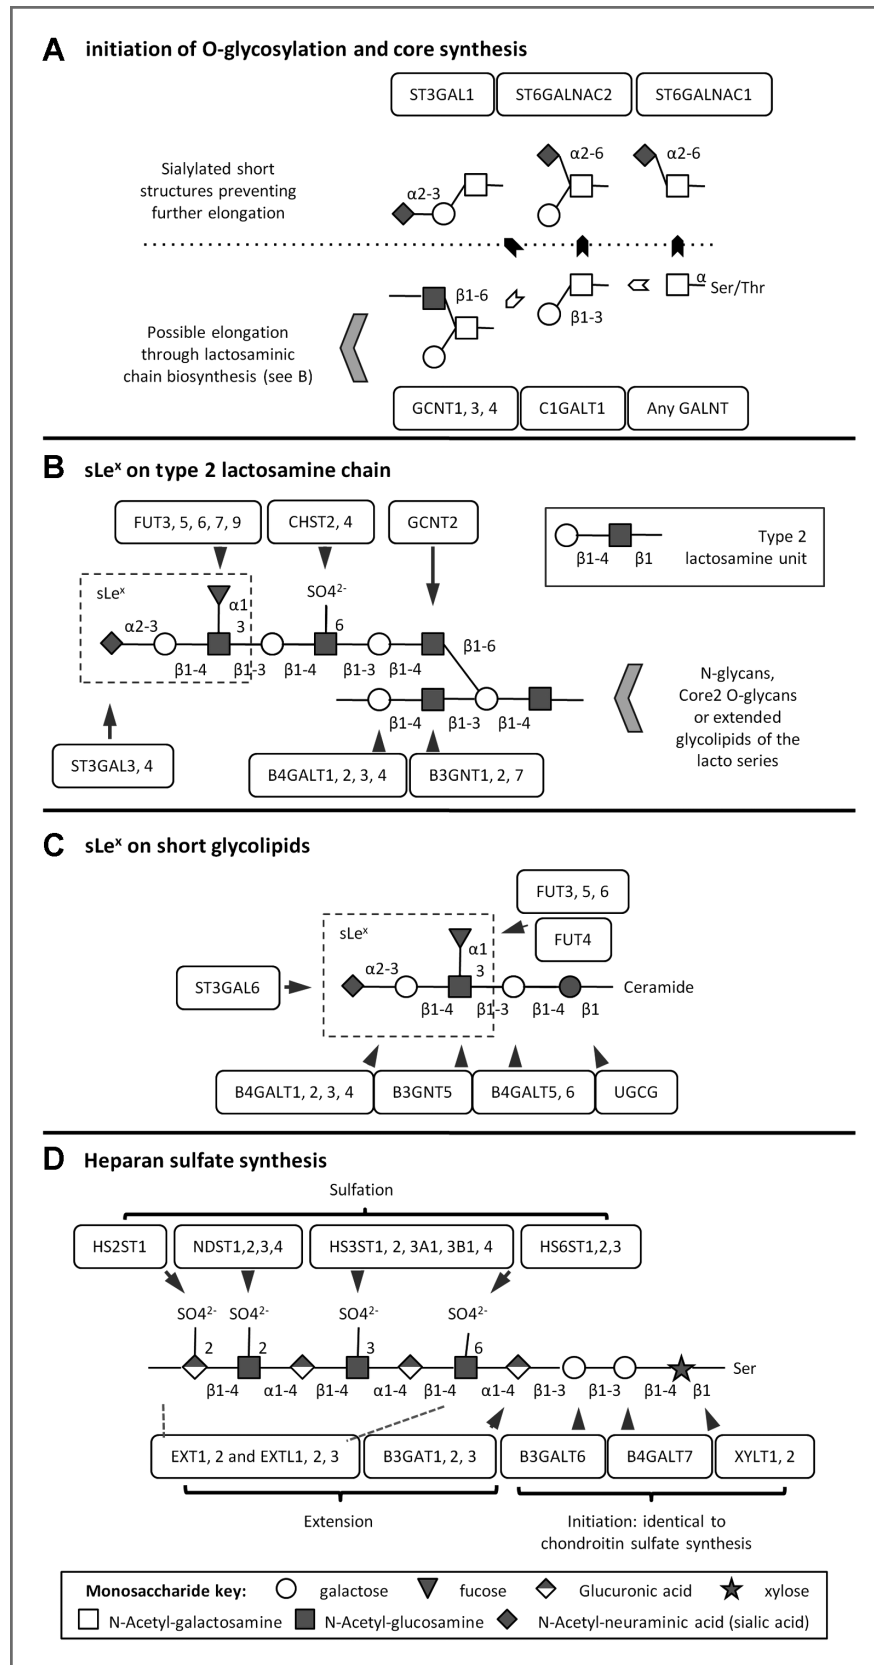 A initiation of O-glycosylation and core synthesis
ST3GAL1 ST6GALNAC2 ST6GALNAC1
Sialylated short
structures preventing
further elongation
α2-3
α2-6
α2-6
β1-6
β1-3
α
Ser/Thr
Possible elongation
through lactosaminic
chain biosynthesis (see B)
GCNT1, 3, 4 C1GALT1 Any GALNT
B sLeˣ on type 2 lactosamine chain
FUT3, 5, 6, 7, 9 CHST2, 4 GCNT2
Type 2
lactosamine unit
β1-4 β1
sLeˣ
α1
SO4²⁻
α2-3 3 6
β1-4 β1-3 β1-4 β1-3 β1-4
β1-6
β1-4 β1-3 β1-4
N-glycans,
Core2 O-glycans
or extended
glycolipids of the
lacto series
ST3GAL3, 4
B4GALT1, 2, 3, 4 B3GNT1, 2, 7
C sLeˣ on short glycolipids
FUT3, 5, 6
FUT4
sLeˣ
α1
α2-3 3
ST3GAL6
Ceramide
β1-4 β1-3 β1-4 β1
B4GALT1, 2, 3, 4 B3GNT5 B4GALT5, 6 UGCG
D Heparan sulfate synthesis
Sulfation
HS2ST1 NDST1,2,3,4 HS3ST1, 2, 3A1, 3B1, 4 HS6ST1,2,3
SO4²⁻ SO4²⁻ SO4²⁻ SO4²⁻
2 2 3 6
Ser
β1-4 α1-4 β1-4 α1-4 β1-4 α1-4 β1-3 β1-3 β1-4 β1
EXT1, 2 and EXTL1, 2, 3 B3GAT1, 2, 3 B3GALT6 B4GALT7 XYLT1, 2
Extension
Initiation: identical to
chondroitin sulfate synthesis
Monosaccharide key: galactose fucose Glucuronic acid xylose
N-Acetyl-galactosamine N-Acetyl-glucosamine N-Acetyl-neuraminic acid (sialic acid)